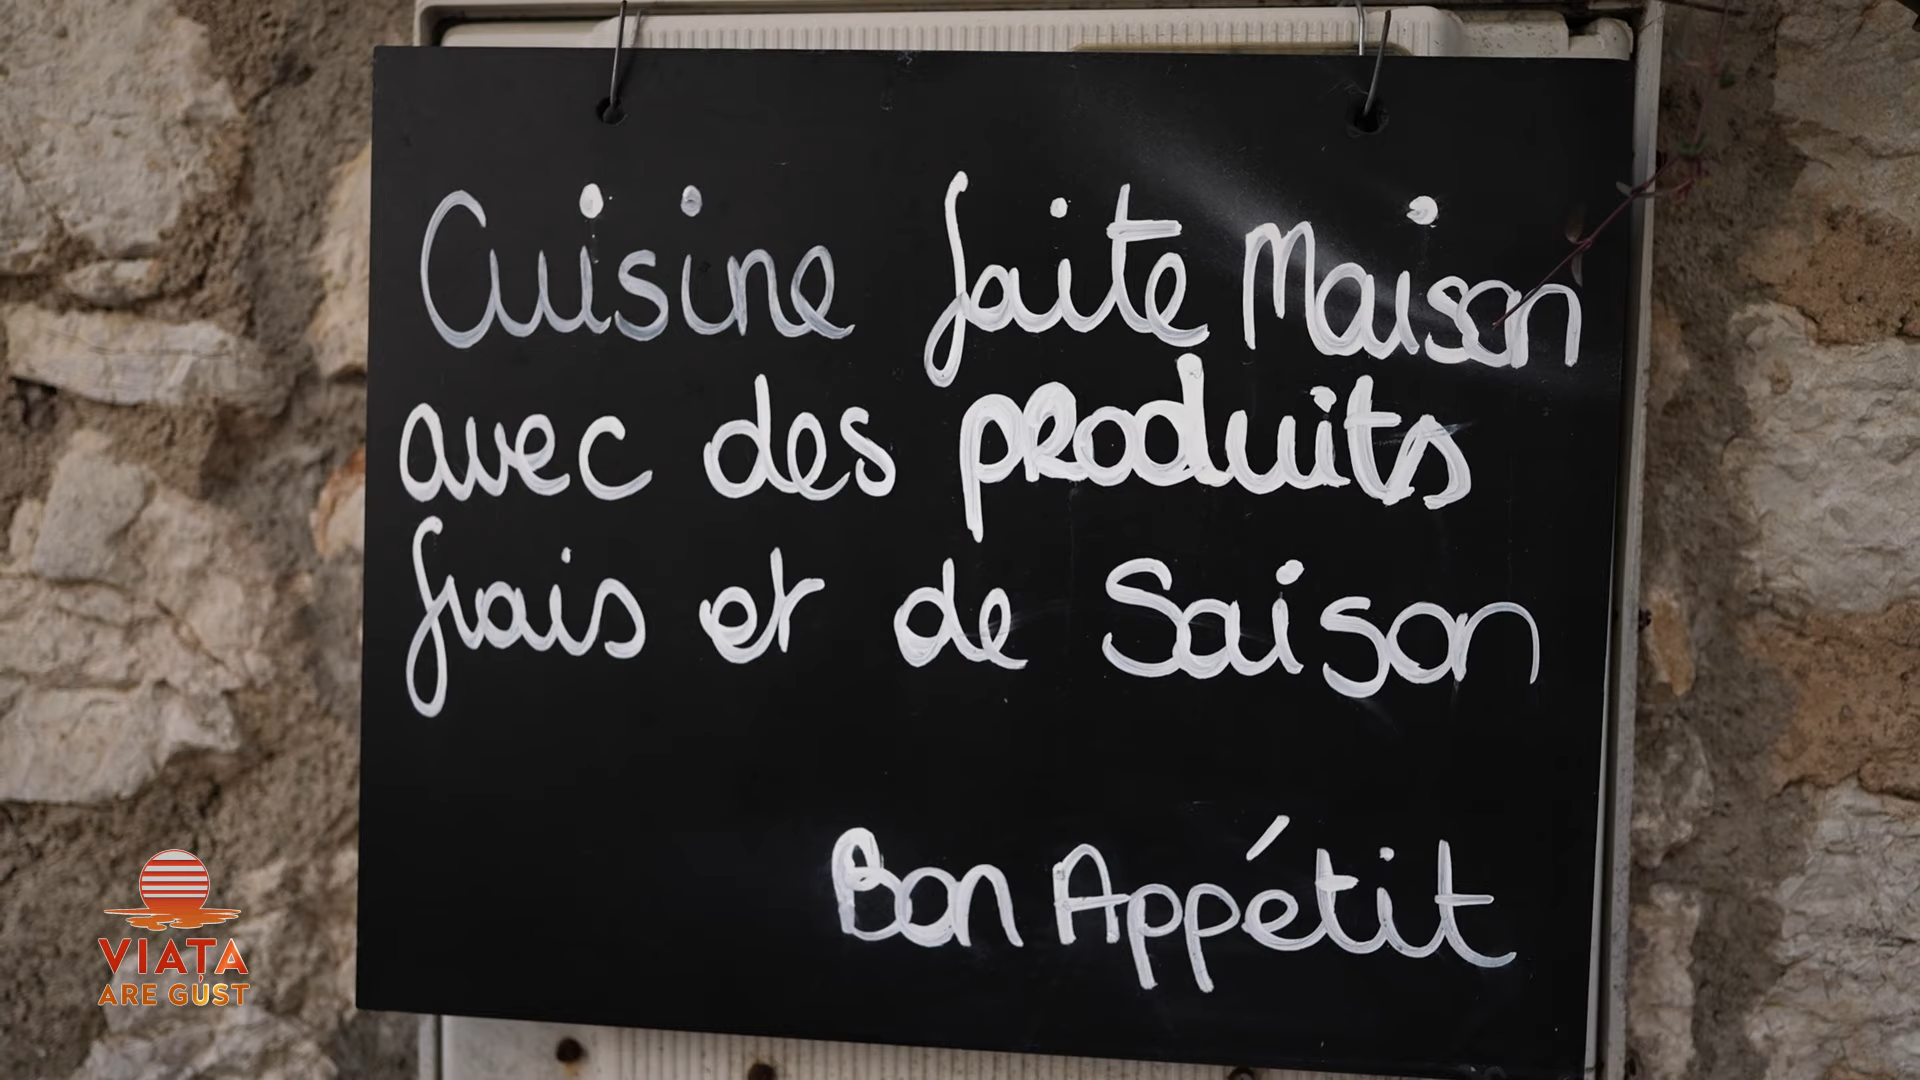 Cuisine faite Maison
avec des produits
frais et de Saison
Bon Appétit
VIAȚA
ARE GUST